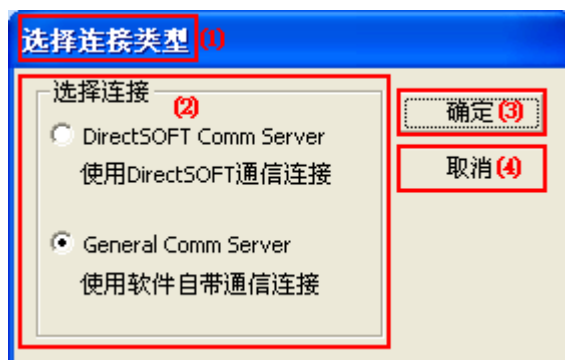 选择连接类型 (1)
选择连接
(2)
DirectSOFT Comm Server
使用DirectSOFT通信连接
General Comm Server
使用软件自带通信连接
确定 (3)
取消 (4)